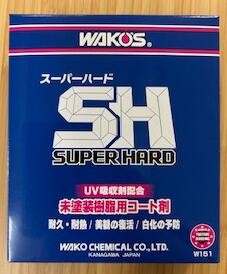 WAKO'S®
スーパーハード
SH
SUPER HARD
UV吸収剤配合
未塗装樹脂用コート剤
耐久・耐熱 / 美観の復活 / 白化の予防
WAKO CHEMICAL CO.,LTD.
KANAGAWA JAPAN
W151